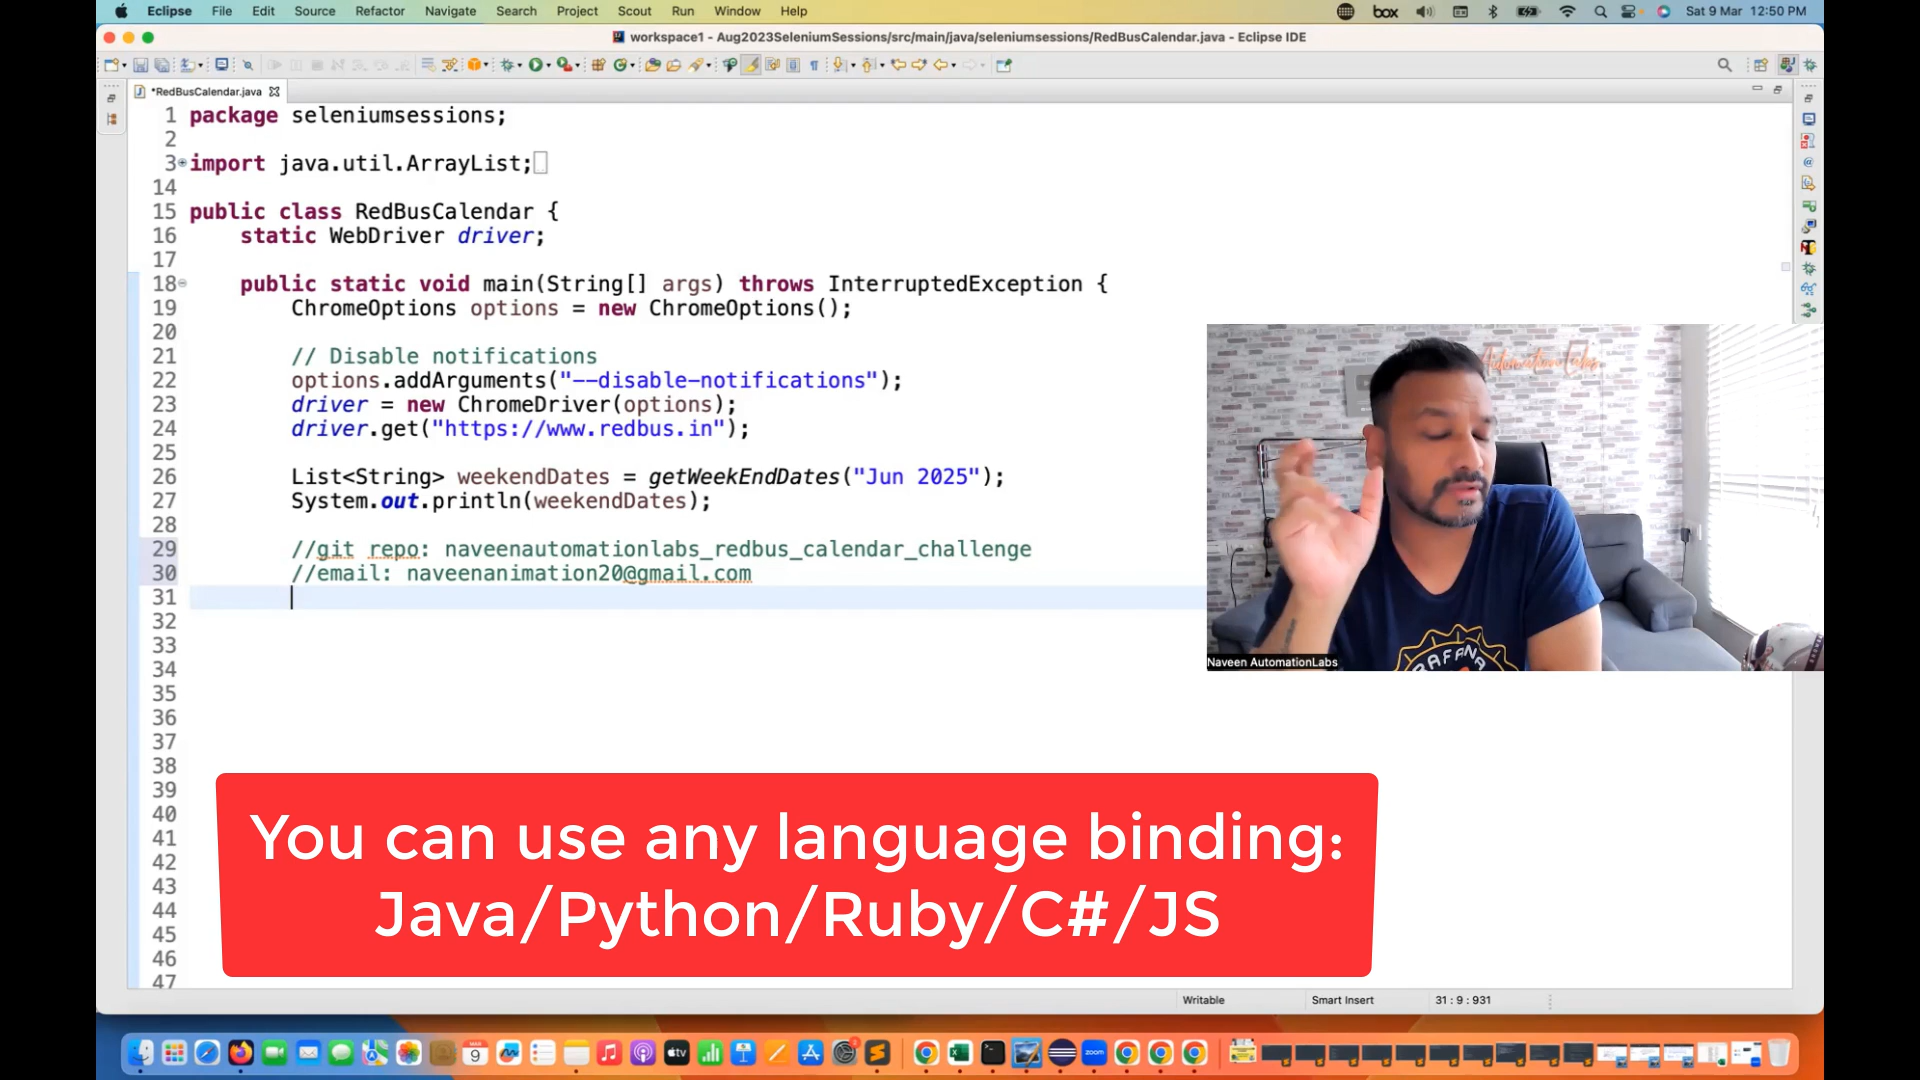 Eclipse File Edit Source Refactor Navigate Search Project Scout Run Window Help box Sat 9 Mar 12:50 PM
workspace1 - Aug2023SeleniumSessions/src/main/java/seleniumsessions/RedBusCalendar.java - Eclipse IDE
*RedBusCalendar.java
1 package seleniumsessions;
2
3 import java.util.ArrayList;
14
15 public class RedBusCalendar {
16 static WebDriver driver;
17
18 public static void main(String[] args) throws InterruptedException {
19 ChromeOptions options = new ChromeOptions();
20
21 // Disable notifications
22 options.addArguments("--disable-notifications");
23 driver = new ChromeDriver(options);
24 driver.get("https://www.redbus.in");
25
26 List<String> weekendDates = getWeekEndDates("Jun 2025");
27 System.out.println(weekendDates);
28
29 //git repo: naveenautomationlabs_redbus_calendar_challenge
30 //email: naveenanimation20@gmail.com
31
32
33
34
35
36
37
38
39
40
41
42
43
44
45
46
47
Automation Labs
Naveen AutomationLabs
You can use any language binding:
Java/Python/Ruby/C#/JS
Writable Smart Insert 31 : 9 : 931
9
tv
zoom